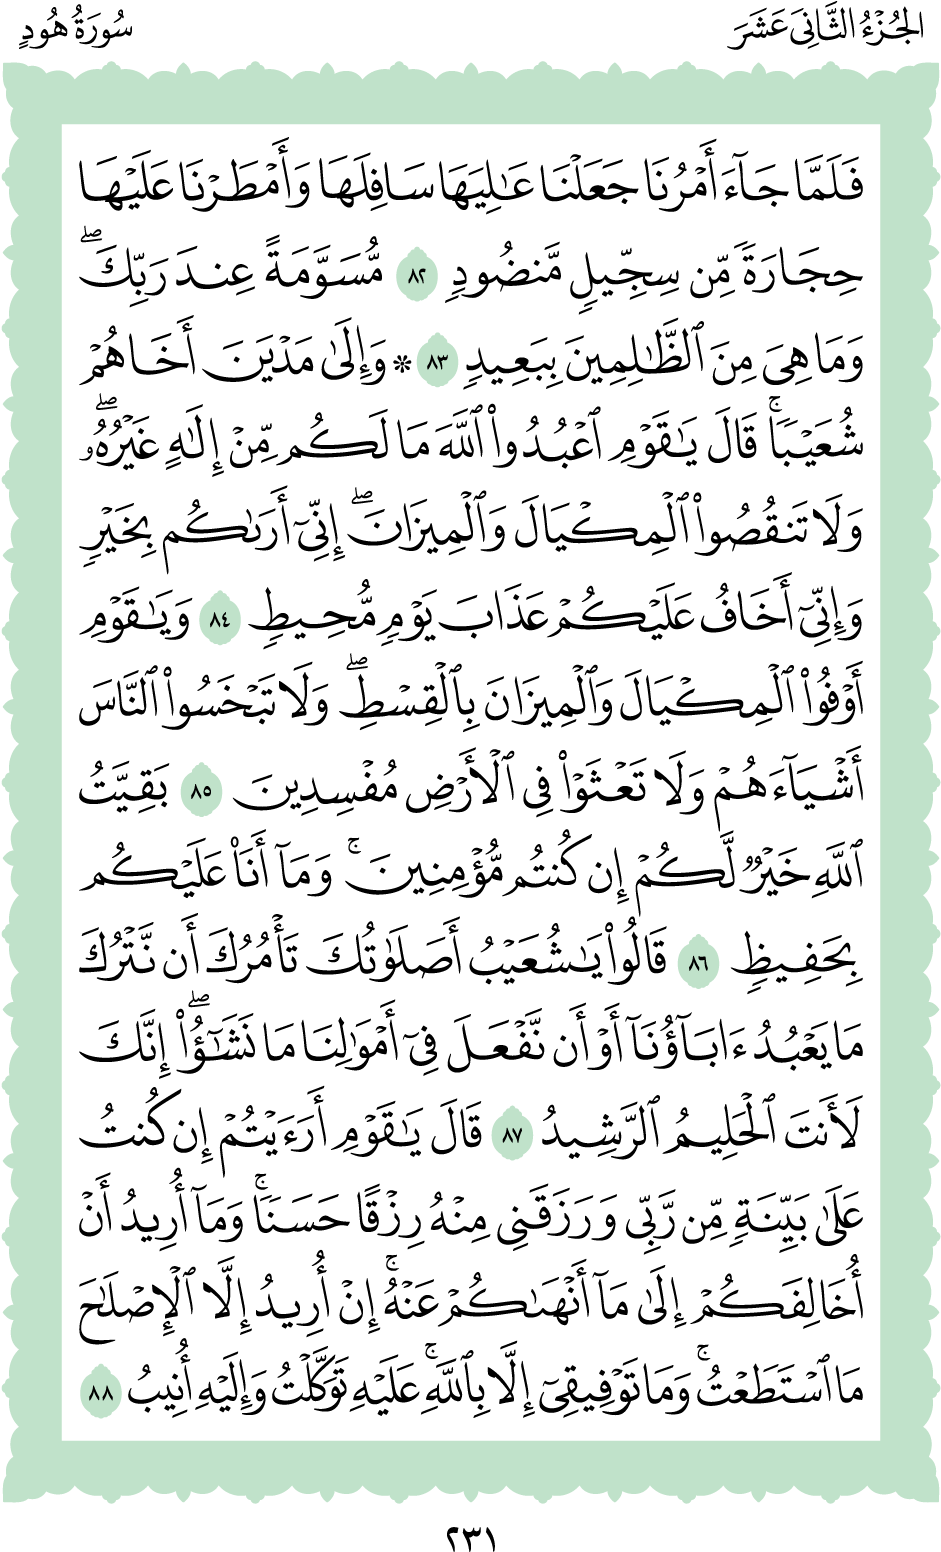 الجُزْءُ الثَّانِيَ عَشَرَ
سُورَةُ هُودٍ
فَلَمَّا جَآءَ أَمْرُنَا جَعَلْنَا عَٰلِيَهَا سَافِلَهَا وَأَمْطَرْنَا عَلَيْهَا
حِجَارَةٗ مِّن سِجِّيلٖ مَّنضُودٖ ٨٢ مُّسَوَّمَةً عِندَ رَبِّكَۖ
وَمَا هِيَ مِنَ ٱلظَّٰلِمِينَ بِبَعِيدٖ ٨٣ * وَإِلَىٰ مَدْيَنَ أَخَاهُمْ
شُعَيْبٗاۚ قَالَ يَٰقَوْمِ ٱعْبُدُواْ ٱللَّهَ مَا لَكُم مِّنْ إِلَٰهٍ غَيْرُهُۥۖ
وَلَا تَنقُصُواْ ٱلْمِكْيَالَ وَٱلْمِيزَانَۖ إِنِّيٓ أَرَىٰكُم بِخَيْرٖ
وَإِنِّيٓ أَخَافُ عَلَيْكُمْ عَذَابَ يَوْمٖ مُّحِيطٖ ٨٤ وَيَٰقَوْمِ
أَوْفُواْ ٱلْمِكْيَالَ وَٱلْمِيزَانَ بِٱلْقِسْطِۖ وَلَا تَبْخَسُواْ ٱلنَّاسَ
أَشْيَآءَهُمْ وَلَا تَعْثَوْاْ فِي ٱلْأَرْضِ مُفْسِدِينَ ٨٥ بَقِيَّتُ
ٱللَّهِ خَيْرٞ لَّكُمْ إِن كُنتُم مُّؤْمِنِينَۚ وَمَآ أَنَا۠ عَلَيْكُم
بِحَفِيظٖ ٨٦ قَالُواْ يَٰشُعَيْبُ أَصَلَوٰتُكَ تَأْمُرُكَ أَن نَّتْرُكَ
مَا يَعْبُدُ ءَابَآؤُنَآ أَوْ أَن نَّفْعَلَ فِيٓ أَمْوَٰلِنَا مَا نَشَٰٓؤُاْۖ إِنَّكَ
لَأَنتَ ٱلْحَلِيمُ ٱلرَّشِيدُ ٨٧ قَالَ يَٰقَوْمِ أَرَءَيْتُمْ إِن كُنتُ
عَلَىٰ بَيِّنَةٖ مِّن رَّبِّي وَرَزَقَنِي مِنْهُ رِزْقًا حَسَنٗاۚ وَمَآ أُرِيدُ أَنْ
أُخَالِفَكُمْ إِلَىٰ مَآ أَنْهَىٰكُمْ عَنْهُۚ إِنْ أُرِيدُ إِلَّا ٱلْإِصْلَٰحَ
مَا ٱسْتَطَعْتُۚ وَمَا تَوْفِيقِيٓ إِلَّا بِٱللَّهِۚ عَلَيْهِ تَوَكَّلْتُ وَإِلَيْهِ أُنِيبُ ٨٨
٢٣١